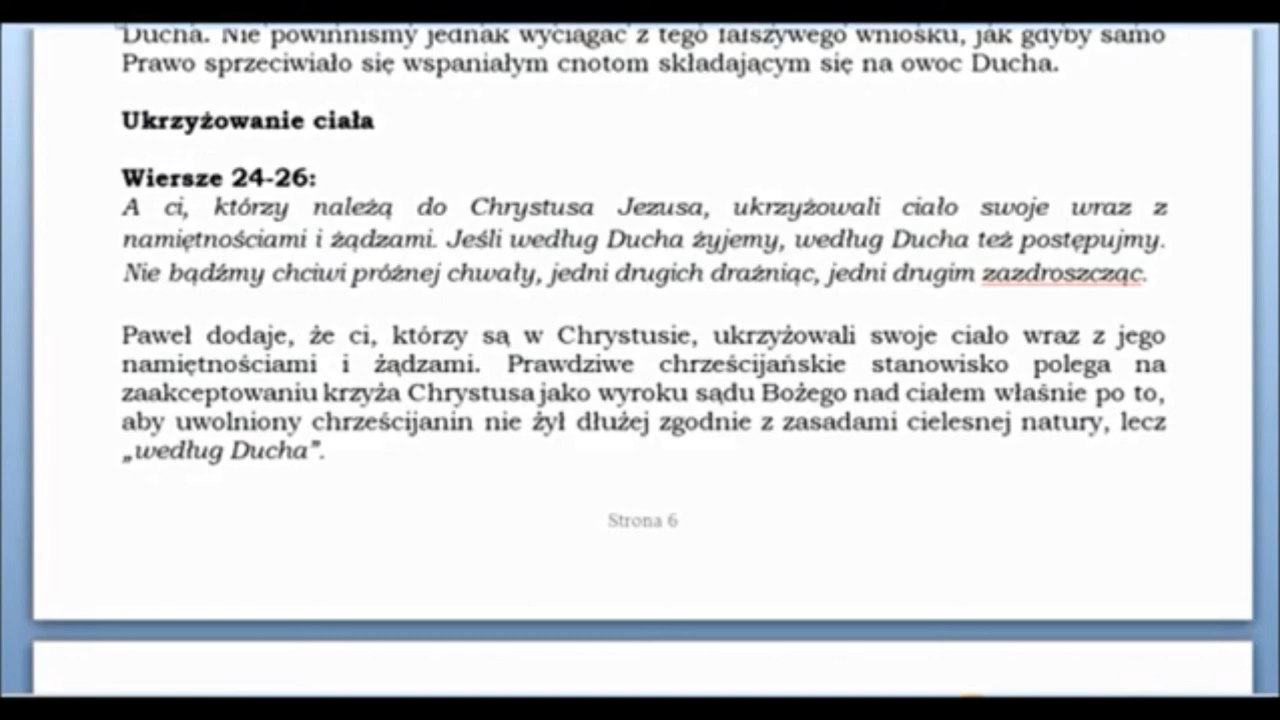 Ducha. Nie powinniśmy jednak wyciągać z tego fałszywego wniosku, jak gdyby samo
Prawo sprzeciwiało się wspaniałym cnotom składającym się na owoc Ducha.
Ukrzyżowanie ciała
Wiersze 24-26:
A ci, którzy należą do Chrystusa Jezusa, ukrzyżowali ciało swoje wraz z
namiętnościami i żądzami. Jeśli według Ducha żyjemy, według Ducha też postępujmy.
Nie bądźmy chciwi próżnej chwały, jedni drugich drażniąc, jedni drugim zazdroszcząc.
Paweł dodaje, że ci, którzy są w Chrystusie, ukrzyżowali swoje ciało wraz z jego
namiętnościami i żądzami. Prawdziwe chrześcijańskie stanowisko polega na
zaakceptowaniu krzyża Chrystusa jako wyroku sądu Bożego nad ciałem właśnie po to,
aby uwolniony chrześcijanin nie żył dłużej zgodnie z zasadami cielesnej natury, lecz
„według Ducha”.
Strona 6